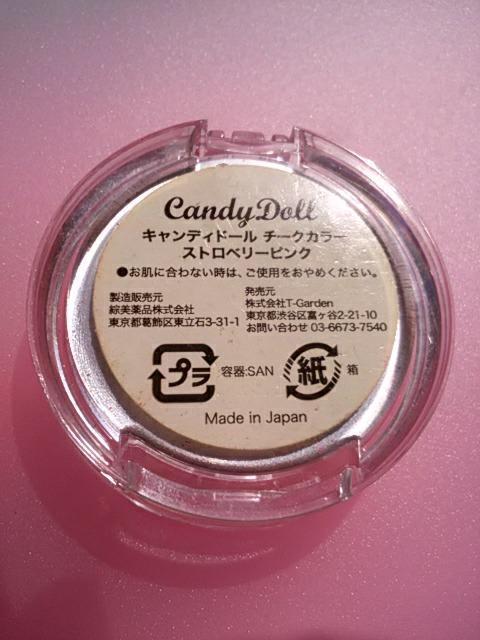 Candy Doll
キャンディドール チークカラー
ストロベリーピンク
●お肌に合わない時は、ご使用をおやめください。
製造販売元
綜美薬品株式会社
東京都葛飾区東立石3-31-1
発売元
株式会社T-Garden
東京都渋谷区富ヶ谷2-21-10
お問い合わせ 03-6673-7540
プラ 容器:SAN 紙 箱
Made in Japan